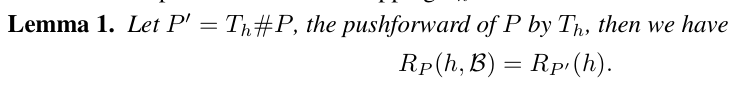 Lemma 1. Let P′ = T_h#P, the pushforward of P by T_h, then we have
R_P(h, ℬ) = R_{P′}(h).